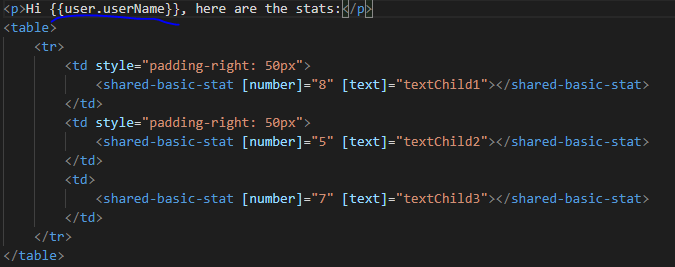 <p>Hi {{user.userName}}, here are the stats:</p>
<table>
    <tr>
        <td style="padding-right: 50px">
            <shared-basic-stat [number]="8" [text]="textChild1"></shared-basic-stat>
        </td>
        <td style="padding-right: 50px">
            <shared-basic-stat [number]="5" [text]="textChild2"></shared-basic-stat>
        </td>
        <td>
            <shared-basic-stat [number]="7" [text]="textChild3"></shared-basic-stat>
        </td>
    </tr>
</table>